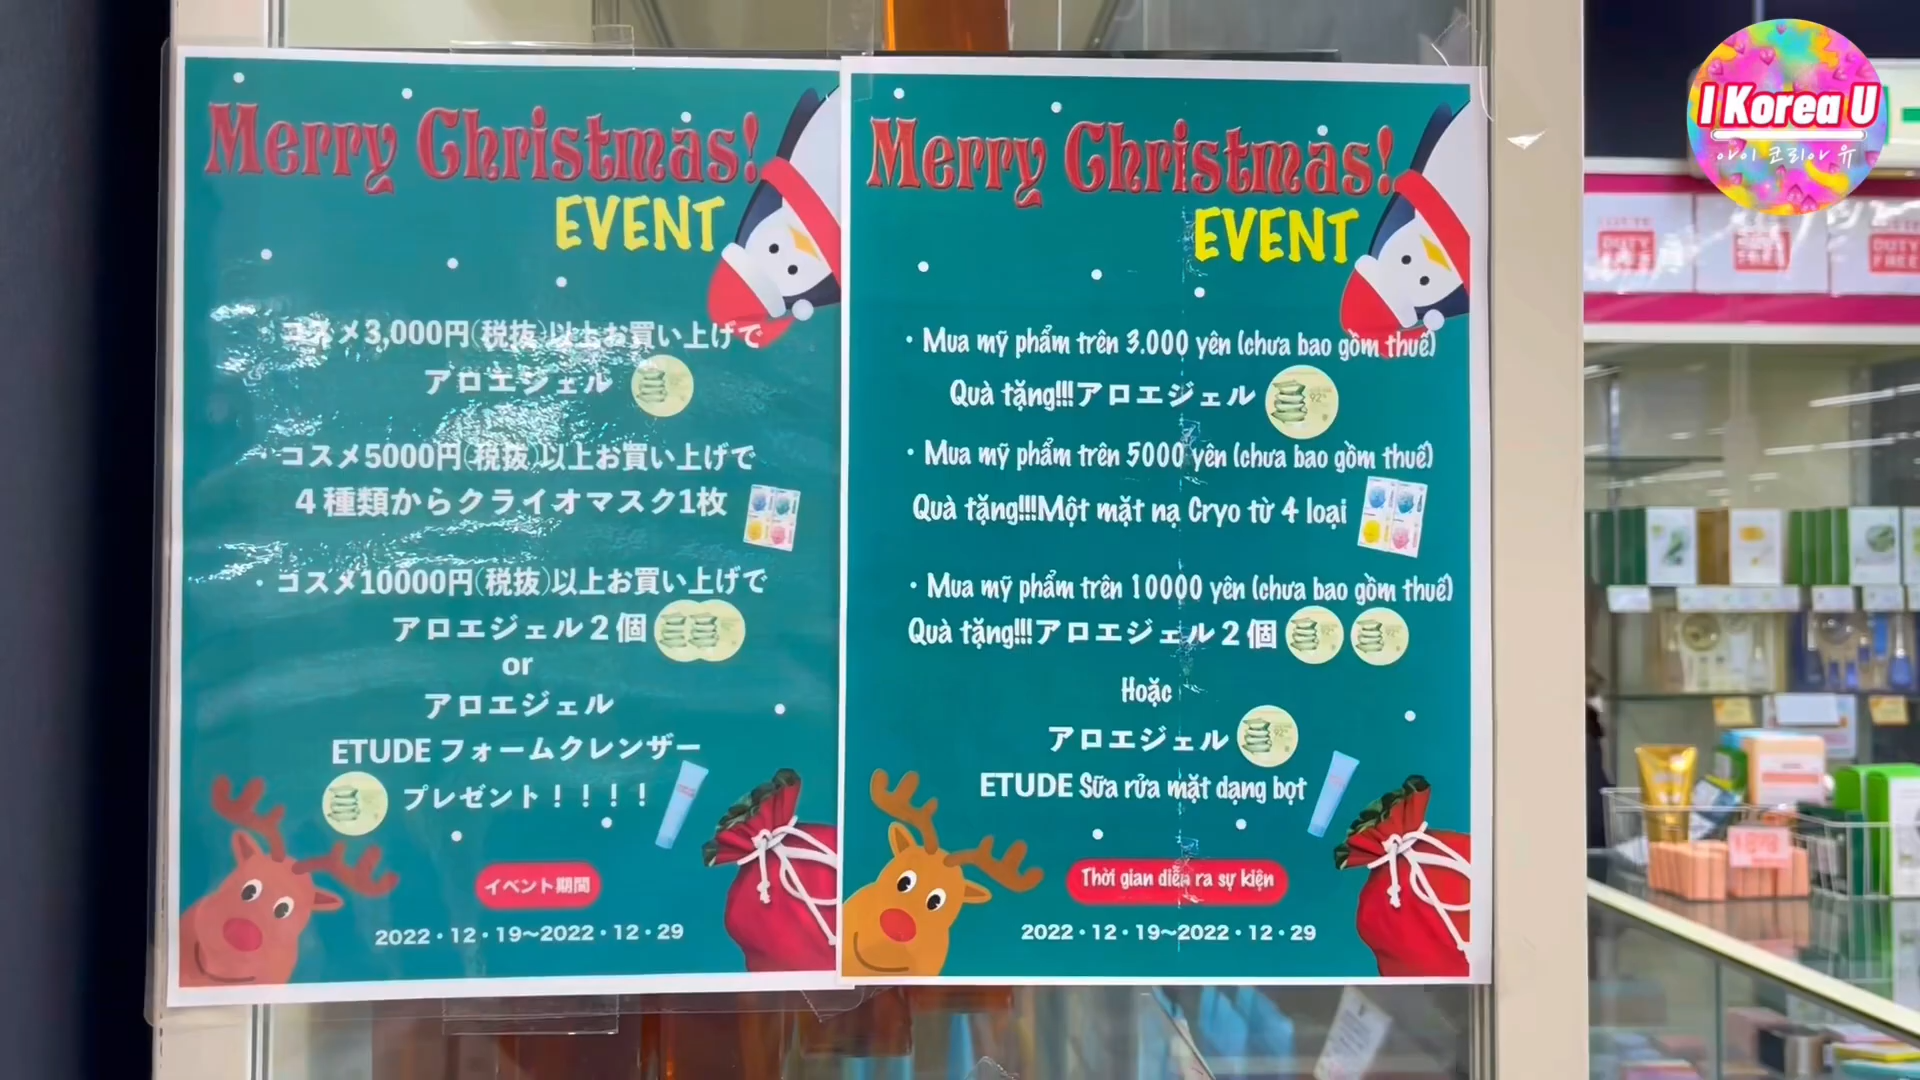 Merry Christmas!
EVENT
・コスメ3,000円(税抜)以上お買い上げで
アロエジェル
・コスメ5000円(税抜)以上お買い上げで
４種類からクライオマスク1枚
・コスメ10000円(税抜)以上お買い上げで
アロエジェル２個
or
アロエジェル
ETUDE フォームクレンザー
プレゼント！！！！
イベント期間
2022・12・19～2022・12・29
Merry Christmas!
EVENT
・Mua mỹ phẩm trên 3.000 yên (chưa bao gồm thuế)
Quà tặng!!!アロエジェル
92%
・Mua mỹ phẩm trên 5000 yên (chưa bao gồm thuế)
Quà tặng!!!Một mặt nạ Cryo từ 4 loại
・Mua mỹ phẩm trên 10000 yên (chưa bao gồm thuế)
Quà tặng!!!アロエジェル２個
Hoặc
アロエジェル
ETUDE Sữa rửa mặt dạng bọt
Thời gian diễn ra sự kiện
2022・12・19～2022・12・29
I Korea U
아이 코리아 유
DUTY FREE
DUTY FREE
DUTY FREE